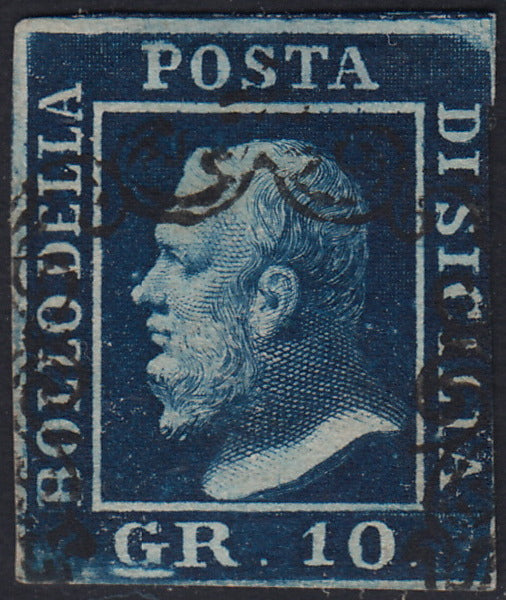 BOLLO DELLA
POSTA
DI SICILIA
GR. 10.